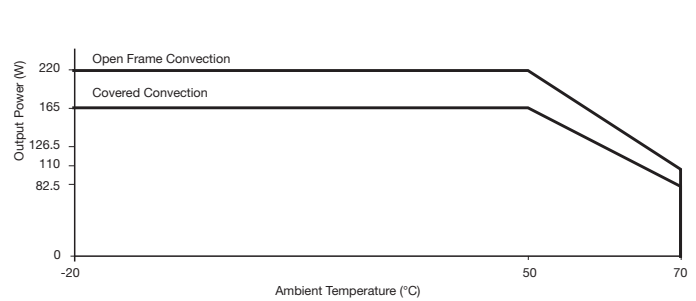 Open Frame Convection
220
Covered Convection
165
Output Power (W)
126.5
110
82.5
0
-20
50
70
Ambient Temperature (°C)